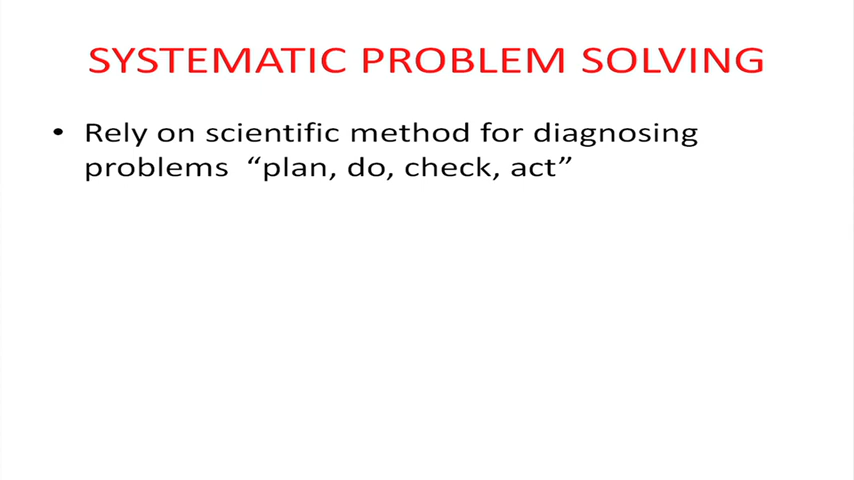 SYSTEMATIC PROBLEM SOLVING
• Rely on scientific method for diagnosing
problems “plan, do, check, act”